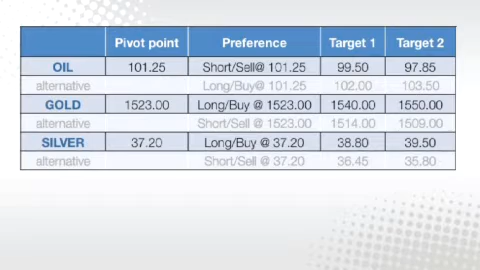 Pivot point Preference Target 1 Target 2
OIL 101.25 Short/Sell@ 101.25 99.50 97.85
alternative Long/Buy@ 101.25 102.00 103.50
GOLD 1523.00 Long/Buy @ 1523.00 1540.00 1550.00
alternative Short/Sell @ 1523.00 1514.00 1509.00
SILVER 37.20 Long/Buy @ 37.20 38.80 39.50
alternative Short/Sell @ 37.20 36.45 35.80